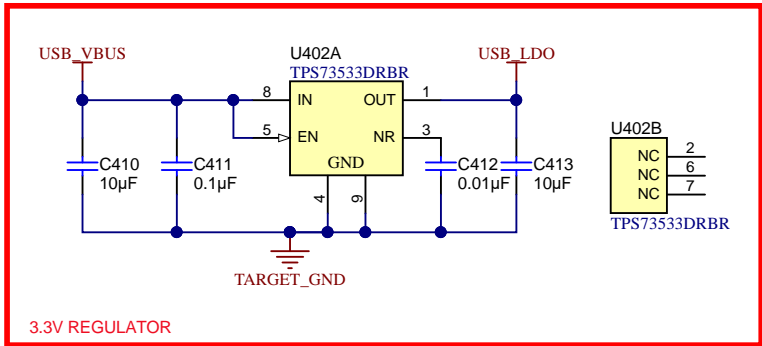 USB_VBUS
U402A
TPS73533DRBR
USB_LDO
8
IN
OUT
1
5
EN
NR
3
GND
4
9
C410
10µF
C411
0.1µF
C412
0.01µF
C413
10µF
TARGET_GND
U402B
NC
2
NC
6
NC
7
TPS73533DRBR
3.3V REGULATOR